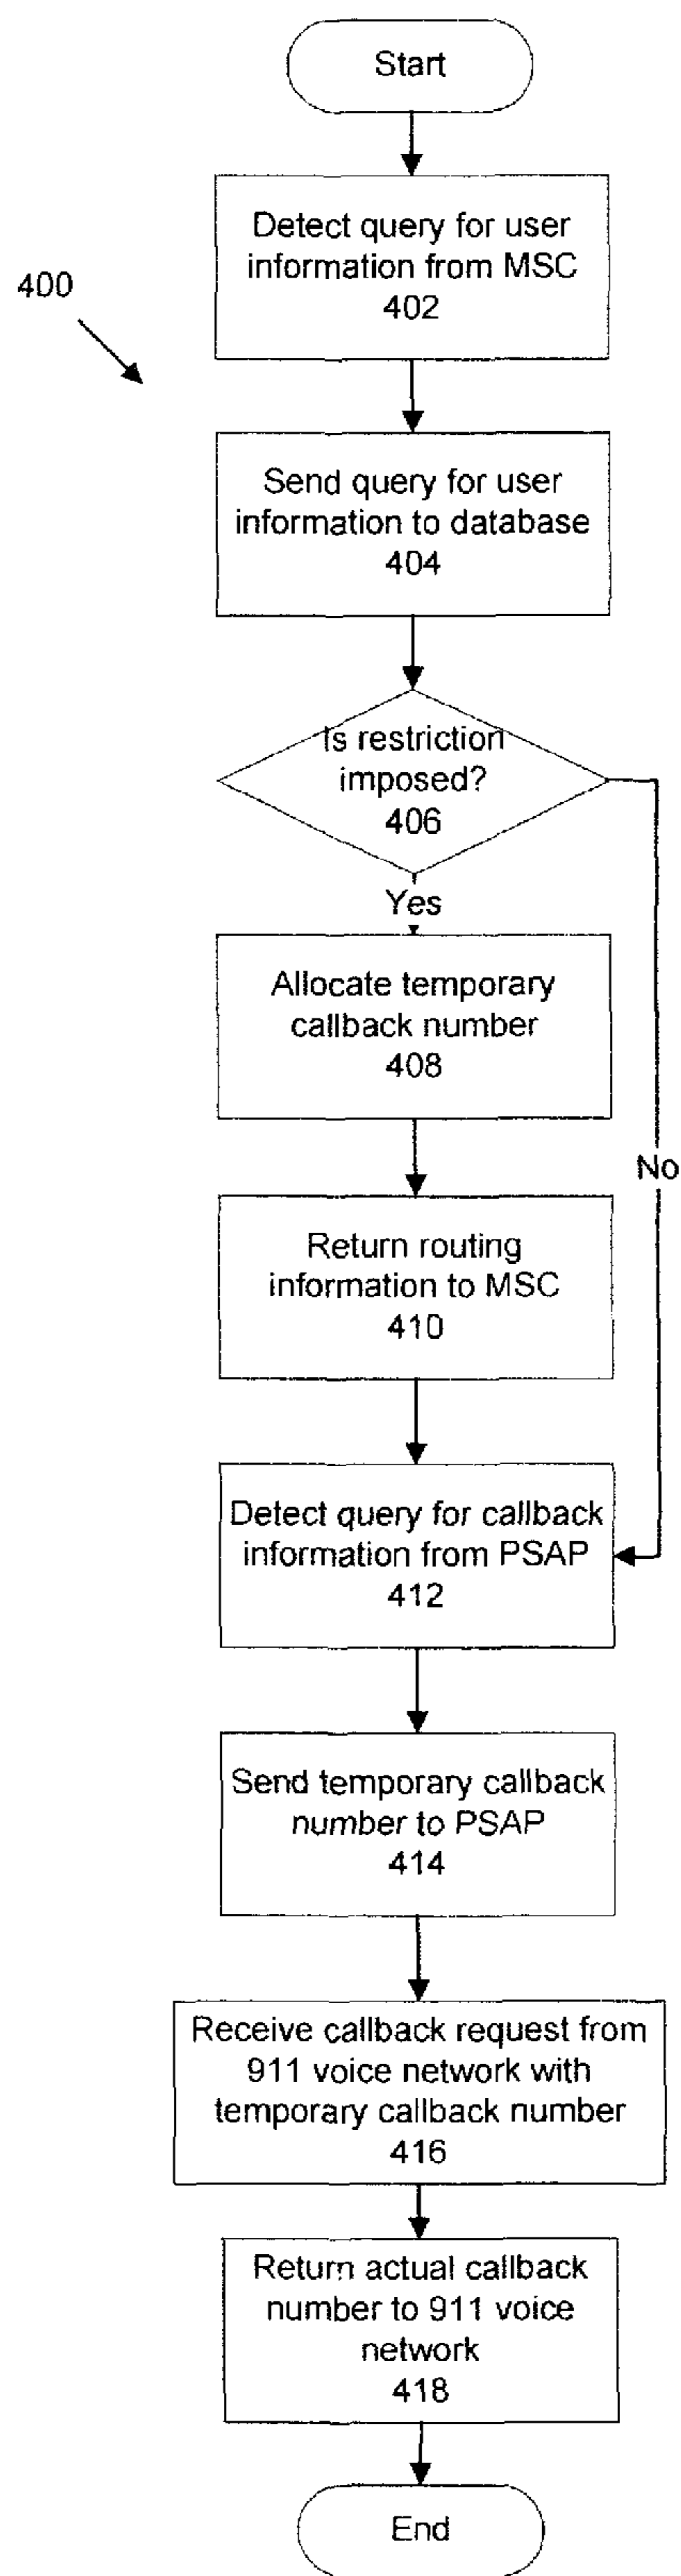 Start
Detect query for user
information from MSC
402
400
Send query for user
information to database
404
Is restriction
imposed?
406
Yes
Allocate temporary
callback number
408
No
Return routing
information to MSC
410
Detect query for callback
information from PSAP
412
Send temporary callback
number to PSAP
414
Receive callback request from
911 voice network with
temporary callback number
416
Return actual callback
number to 911 voice
network
418
End